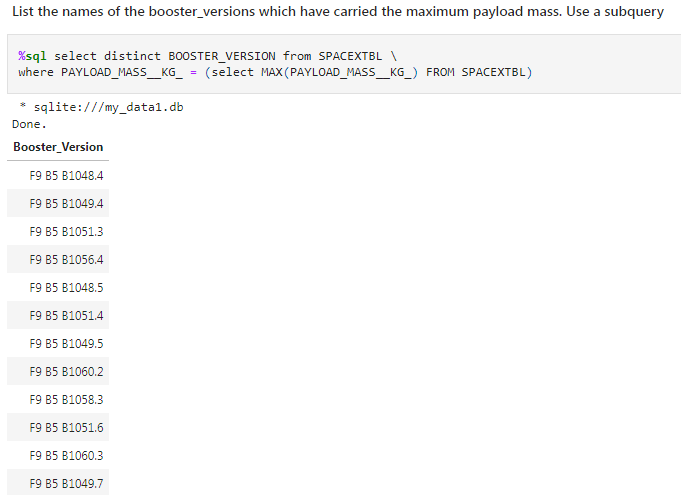 List the names of the booster_versions which have carried the maximum payload mass. Use a subquery
%sql select distinct BOOSTER_VERSION from SPACEXTBL \
where PAYLOAD_MASS__KG_ = (select MAX(PAYLOAD_MASS__KG_) FROM SPACEXTBL)
* sqlite:///my_data1.db
Done.
Booster_Version
F9 B5 B1048.4
F9 B5 B1049.4
F9 B5 B1051.3
F9 B5 B1056.4
F9 B5 B1048.5
F9 B5 B1051.4
F9 B5 B1049.5
F9 B5 B1060.2
F9 B5 B1058.3
F9 B5 B1051.6
F9 B5 B1060.3
F9 B5 B1049.7